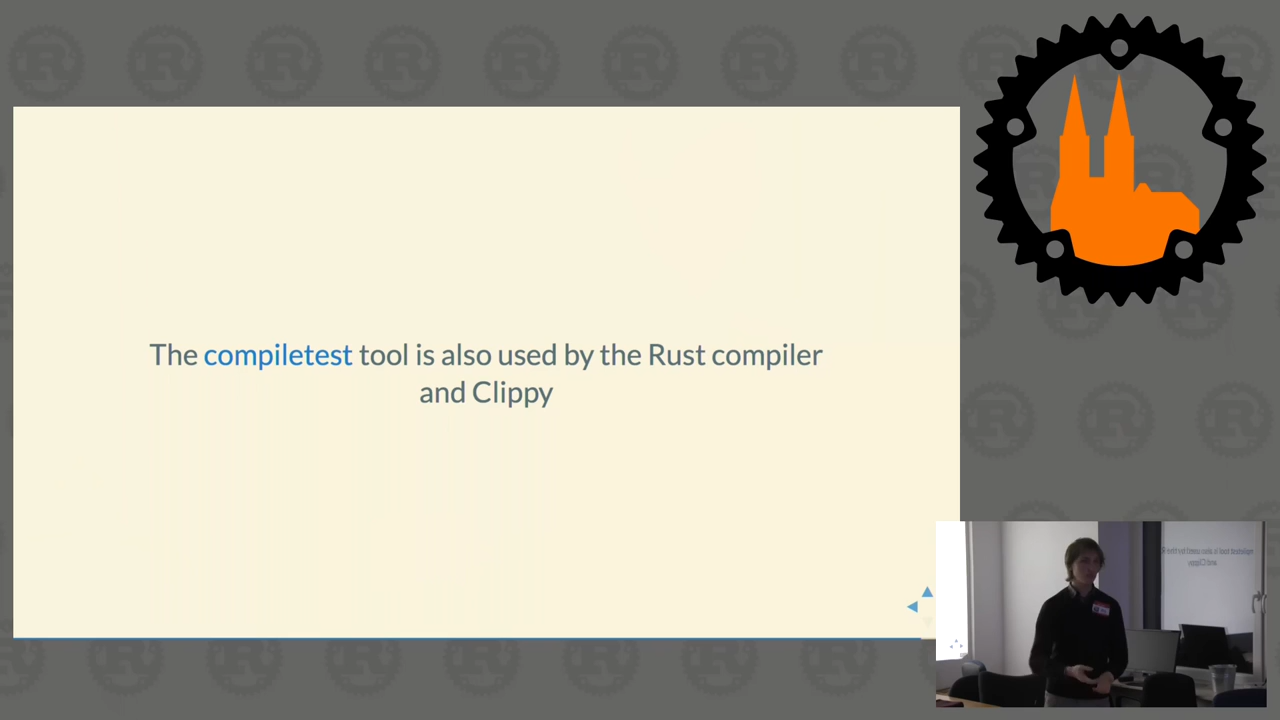 The compiletest tool is also used by the Rust compiler
and Clippy